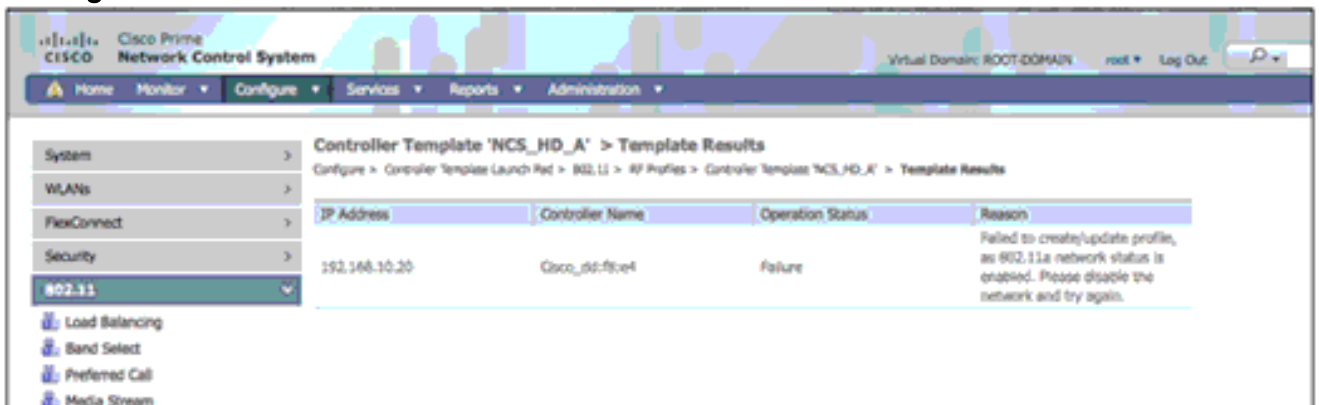 Cisco Prime
CISCO Network Control System
Virtual Domain: ROOT-DOMAIN root Log Out
Home Monitor Configure Services Reports Administration
System
WLANs
FlexConnect
Security
802.11
Load Balancing
Band Select
Preferred Call
Media Stream
Controller Template 'NCS_HD_A' > Template Results
Configure > Controller Template Launch Pad > 802.11 > RF Profiles > Controller Template 'NCS_HD_A' > Template Results
IP Address Controller Name Operation Status Reason
192.168.10.20 Cisco_dd:f8:e4 Failure
Failed to create/update profile,
as 802.11a network status is
enabled. Please disable the
network and try again.